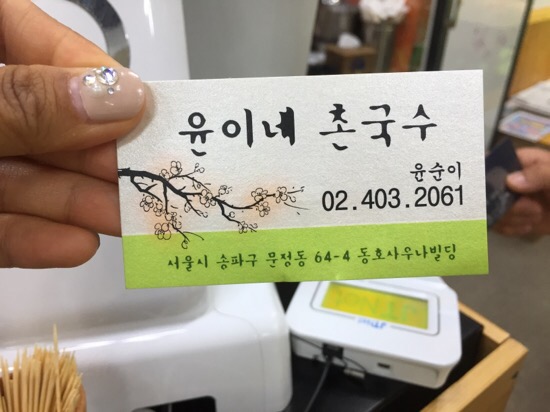 윤이네 촌국수
윤순이
02.403.2061
서울시 송파구 문정동 64-4 동호사우나빌딩